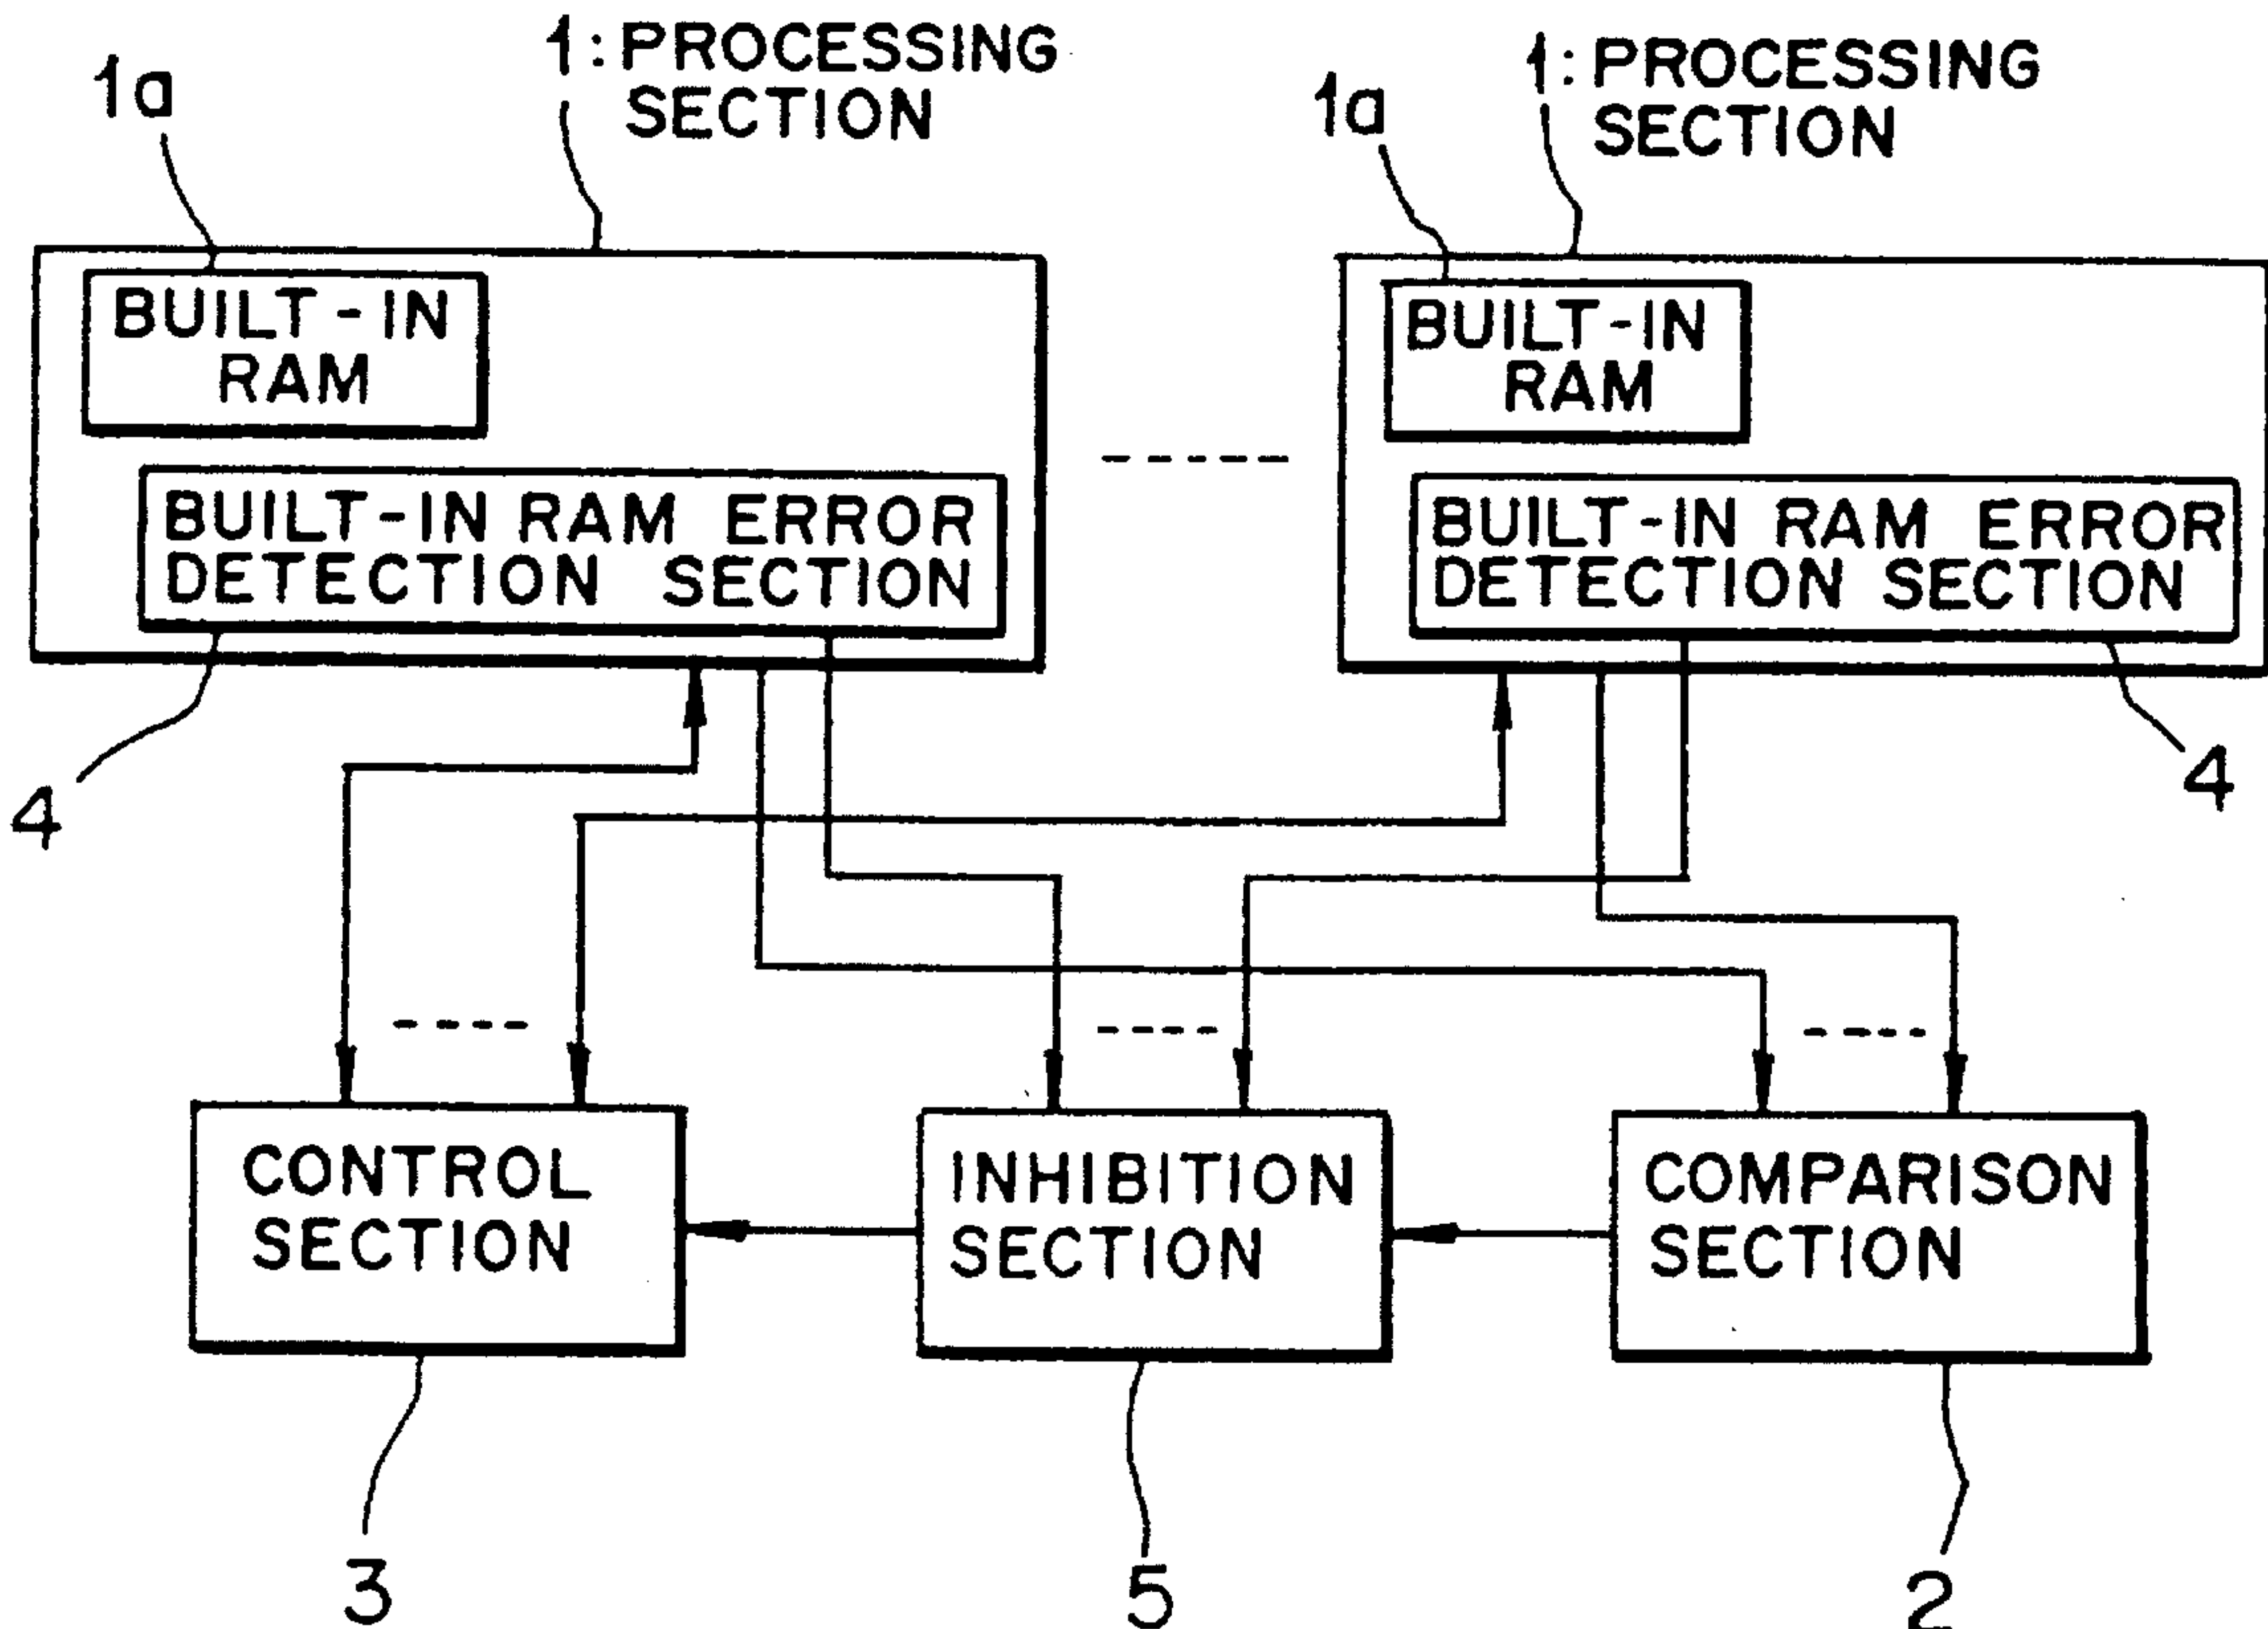 1: PROCESSING
SECTION
1a
1: PROCESSING
SECTION
1a
BUILT-IN
RAM
BUILT-IN RAM ERROR
DETECTION SECTION
BUILT-IN
RAM
BUILT-IN RAM ERROR
DETECTION SECTION
4
4
CONTROL
SECTION
INHIBITION
SECTION
COMPARISON
SECTION
3
5
2